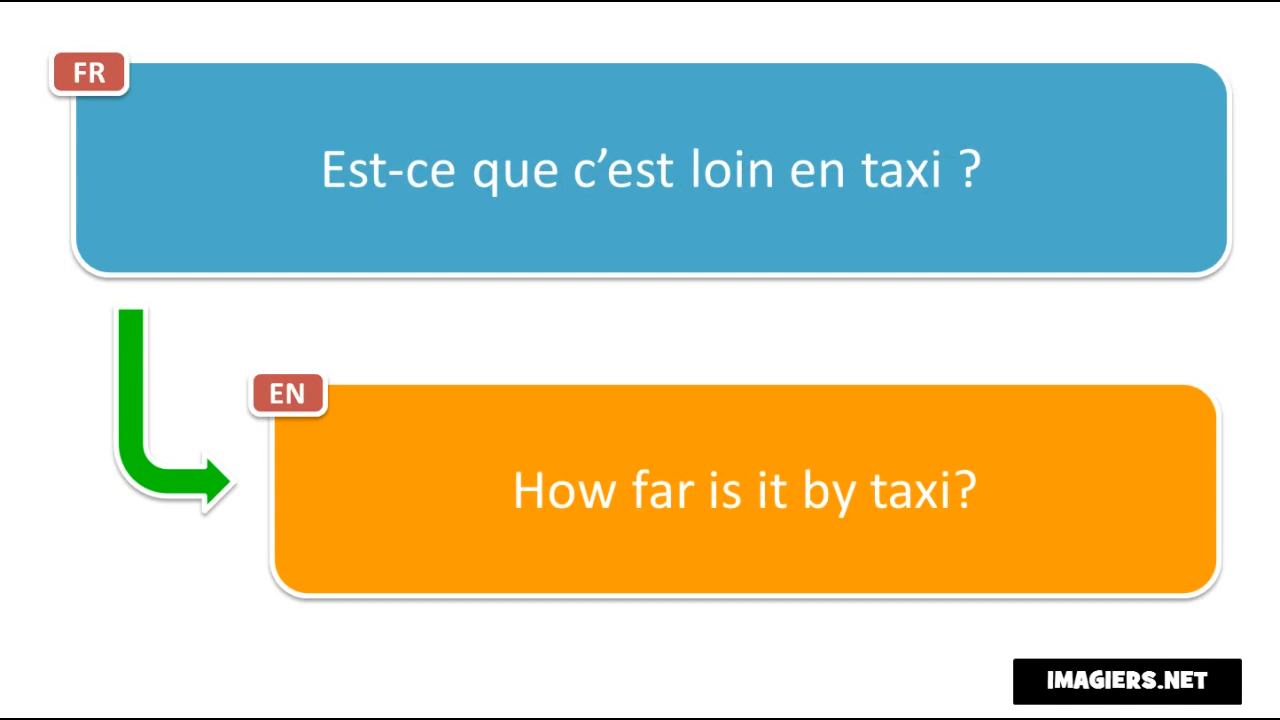 FR
Est-ce que c’est loin en taxi ?
EN
How far is it by taxi?
IMAGIERS.NET